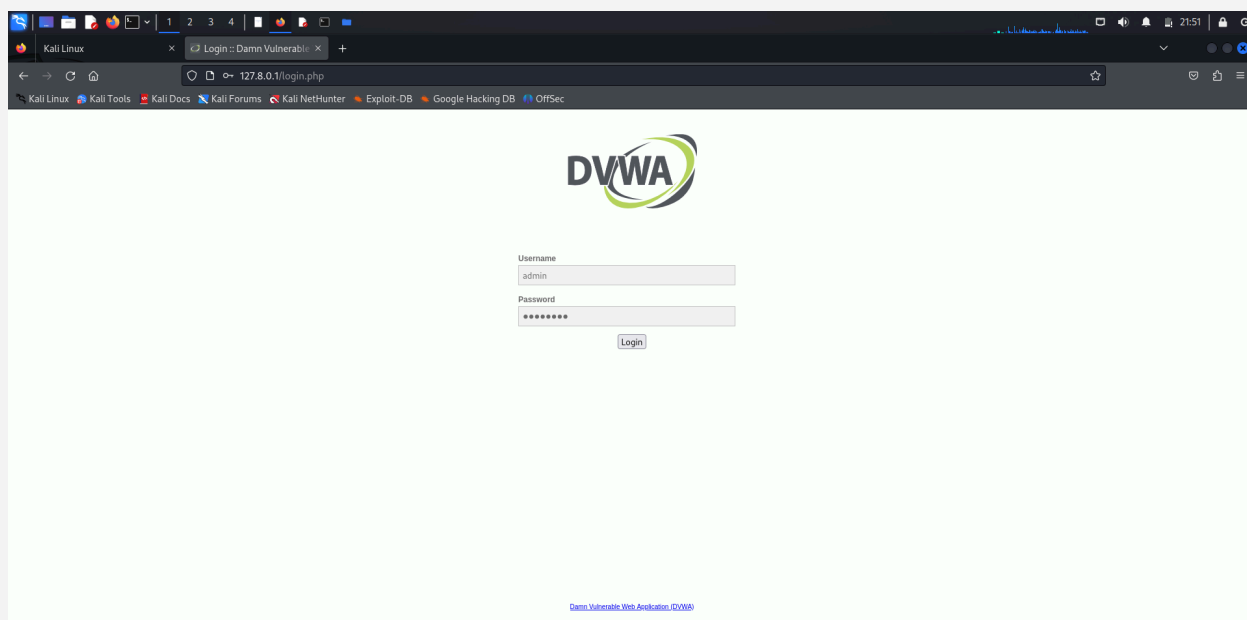 1 2 3 4 21:51
Kali Linux Login :: Damn Vulnerable
127.8.0.1/login.php
Kali Linux Kali Tools Kali Docs Kali Forums Kali NetHunter Exploit-DB Google Hacking DB OffSec
DVWA
Username
admin
Password
Login
Damn Vulnerable Web Application (DVWA)